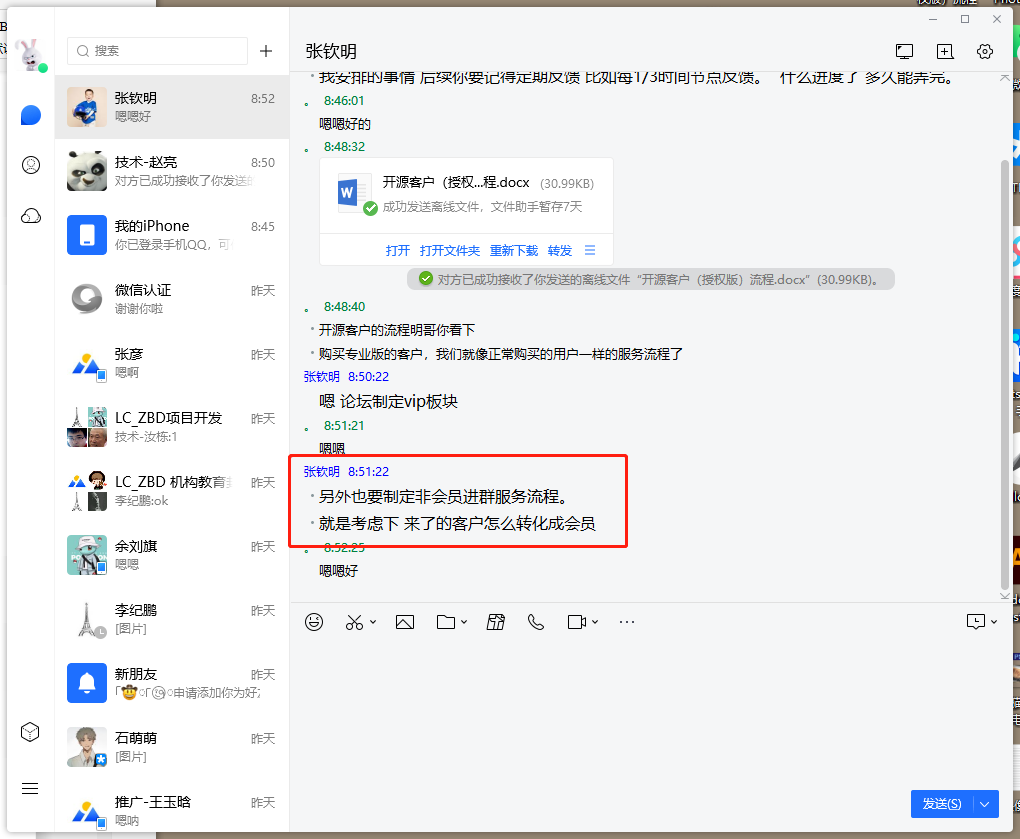 搜索
张钦明
8:52
嗯嗯好
技术-赵亮
8:50
对方已成功接收了你发送
我的iPhone
8:45
你已登录手机QQ，可
微信认证
昨天
谢谢你啦
张彦
昨天
嗯啊
LC_ZBD项目开发
昨天
技术-汝栋:1
LC_ZBD 机构教育
昨天
李纪鹏:ok
余刘旗
昨天
嗯嗯
李纪鹏
昨天
[图片]
新朋友
昨天
申请添加你为好
石萌萌
昨天
[图片]
推广-王玉晗
昨天
嗯呐
张钦明
我安排的事情 后续你要记得定期反馈 比如每1/3时间节点反馈。 什么进度了 多久能弄完。
8:46:01
嗯嗯好的
8:48:32
开源客户（授权...程.docx (30.99KB)
成功发送离线文件，文件助手暂存7天
打开 打开文件夹 重新下载 转发
对方已成功接收了你发送的离线文件“开源客户（授权版）流程.docx”(30.99KB)。
8:48:40
开源客户的流程明哥你看下
购买专业版的客户，我们就像正常购买的用户一样的服务流程了
张钦明 8:50:22
嗯 论坛制定vip板块
8:51:21
嗯嗯
张钦明 8:51:22
另外也要制定非会员进群服务流程。
就是考虑下 来了的客户怎么转化成会员
8:52:25
嗯嗯好
发送(S)